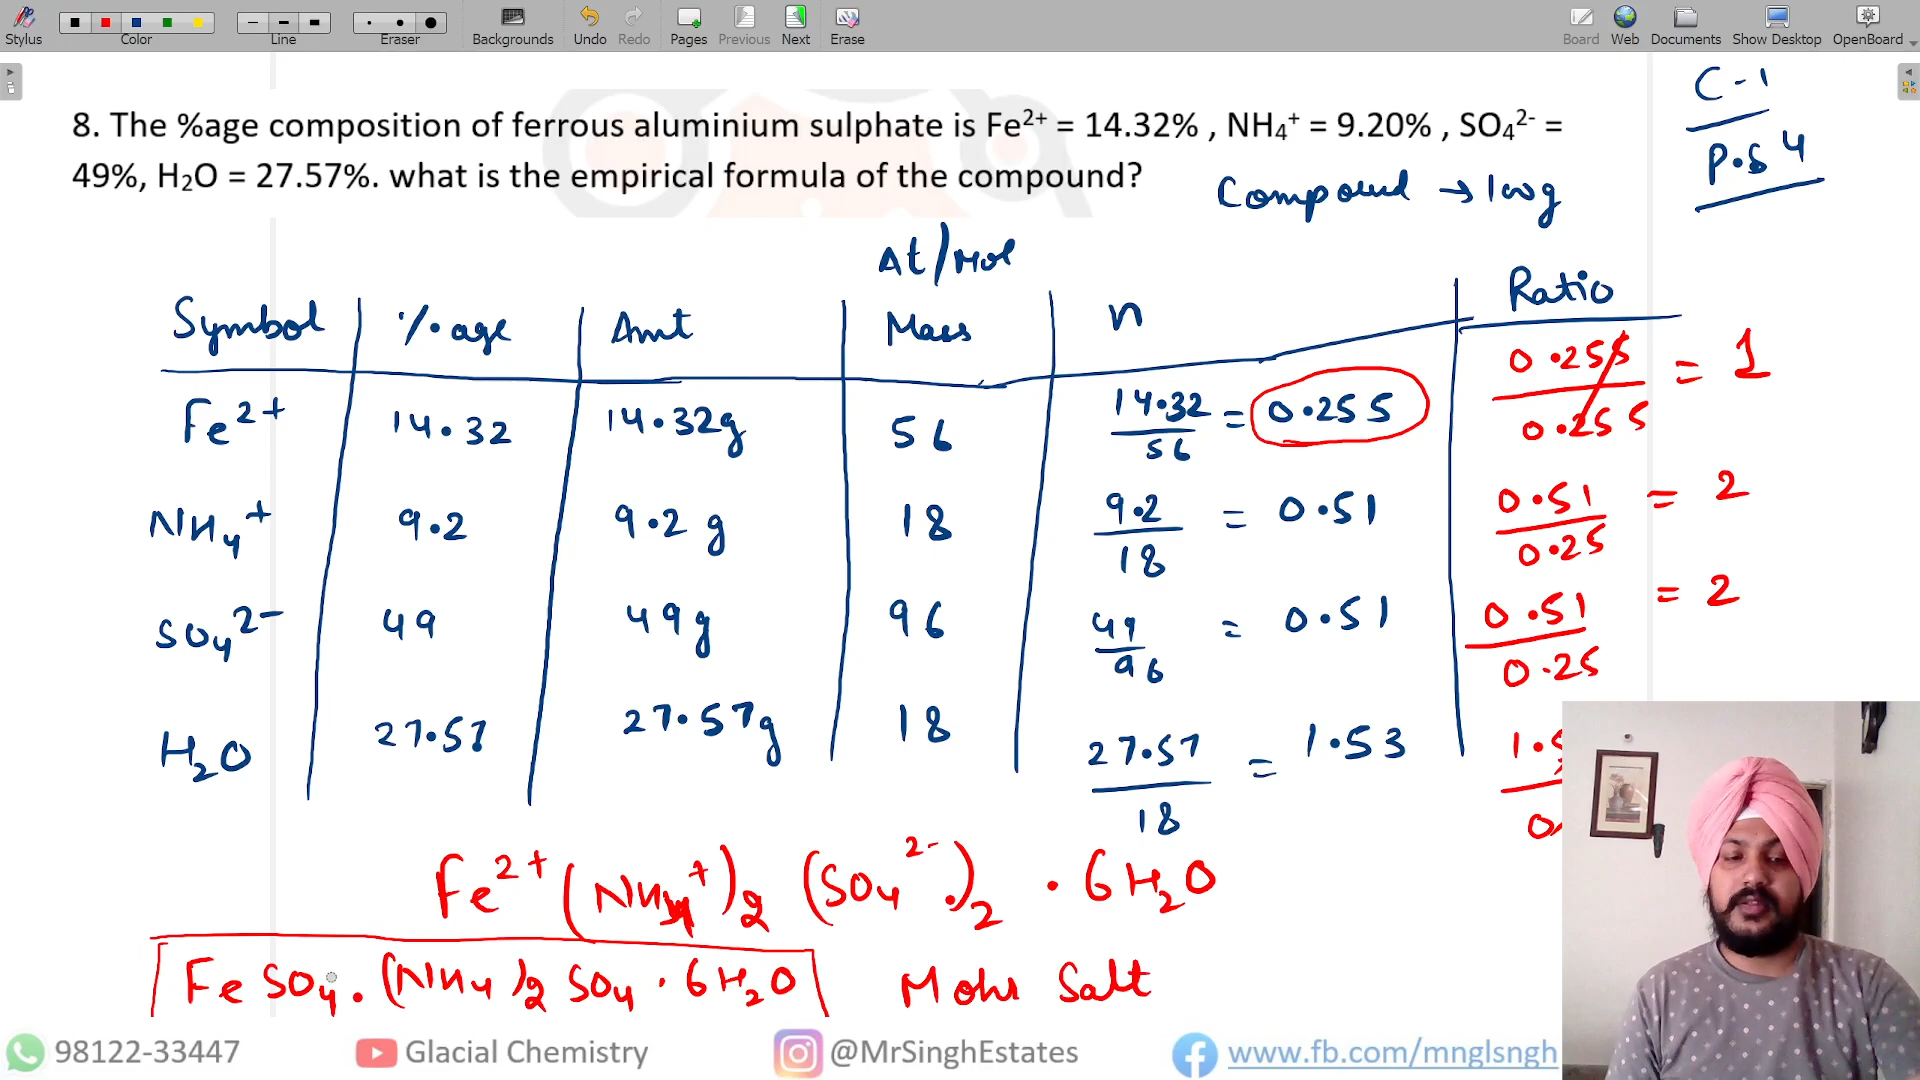 Stylus Color Line Eraser Backgrounds Undo Redo Pages Previous Next Erase Board Web Documents Show Desktop OpenBoard
C-1
P.S 4
8. The %age composition of ferrous aluminium sulphate is Fe²⁺ = 14.32% , NH₄⁺ = 9.20% , SO₄²⁻ =
49%, H₂O = 27.57%. what is the empirical formula of the compound?
Compound → 100g
At/Mol
Symbol %age Amt Mass n Ratio
Fe²⁺ 14.32 14.32g 56 14.32/56 = 0.255 0.255/0.255 = 1
NH₄⁺ 9.2 9.2 g 18 9.2/18 = 0.51 0.51/0.25 = 2
SO₄²⁻ 49 49g 96 49/96 = 0.51 0.51/0.25 = 2
H₂O 27.57 27.57g 18 27.57/18 = 1.53
Fe²⁺ (NH₄⁺)₂ (SO₄²⁻)₂ . 6H₂O
FeSO₄ . (NH₄)₂ SO₄ . 6H₂O Mohr Salt
98122-33447 Glacial Chemistry @MrSinghEstates www.fb.com/mnglsngh